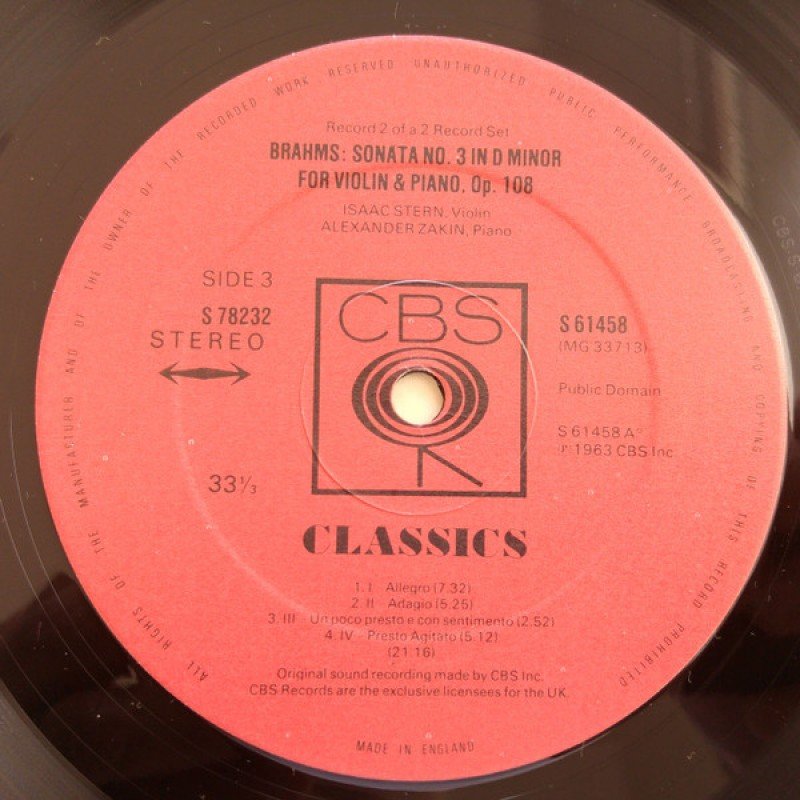 ALL RIGHTS OF THE MANUFACTURER AND OF THE OWNER OF THE RECORDED WORK RESERVED UNAUTHORIZED PUBLIC PERFORMANCE BROADCASTING AND COPYING OF THIS RECORD PROHIBITED
Record 2 of a 2 Record Set
BRAHMS: SONATA NO. 3 IN D MINOR
FOR VIOLIN & PIANO, Op. 108
ISAAC STERN, Violin
ALEXANDER ZAKIN, Piano
SIDE 3
S 78232
STEREO
33⅓
CBS
S 61458
(MG 33713)
Public Domain
S 61458 A
℗ 1963 CBS Inc.
CLASSICS
1. I Allegro (7.32)
2. II - Adagio (5.25)
3. III - Un poco presto e con sentimento (2.52)
4. IV - Presto Agitato (5.12)
(21.16)
Original sound recording made by CBS Inc.
CBS Records are the exclusive licensees for the UK.
MADE IN ENGLAND